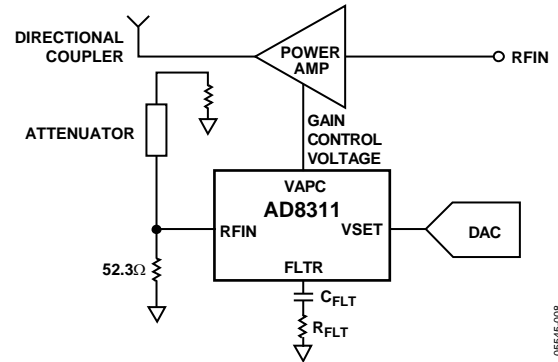 DIRECTIONAL
COUPLER
POWER
AMP
RFIN
ATTENUATOR
GAIN
CONTROL
VOLTAGE
VAPC
AD8311
RFIN
VSET
DAC
52.3Ω
FLTR
CFLT
RFLT
05545-008